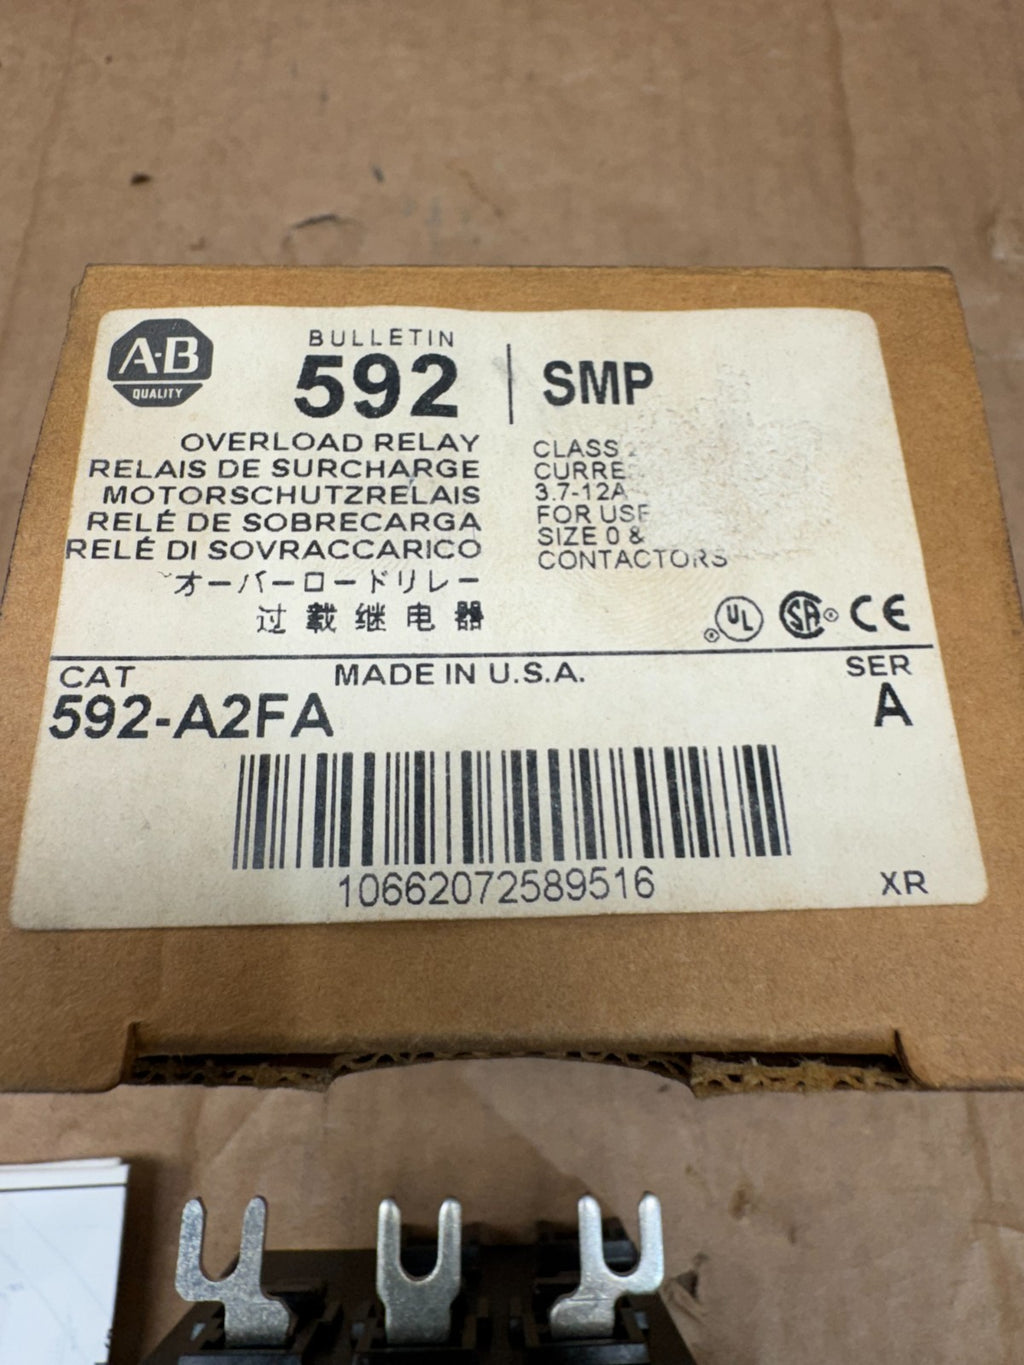 A-B
QUALITY
BULLETIN
592
OVERLOAD RELAY
RELAIS DE SURCHARGE
MOTORSCHUTZRELAIS
RELÉ DE SOBRECARGA
RELÉ DI SOVRACCARICO
オーバーロードリレー
过载继电器
SMP
CLASS
3.7-12A
FOR USE
SIZE 0 &
CONTACTORS
UL
SA
CE
CAT
592-A2FA
MADE IN U.S.A.
SER
A
10662072589516
XR